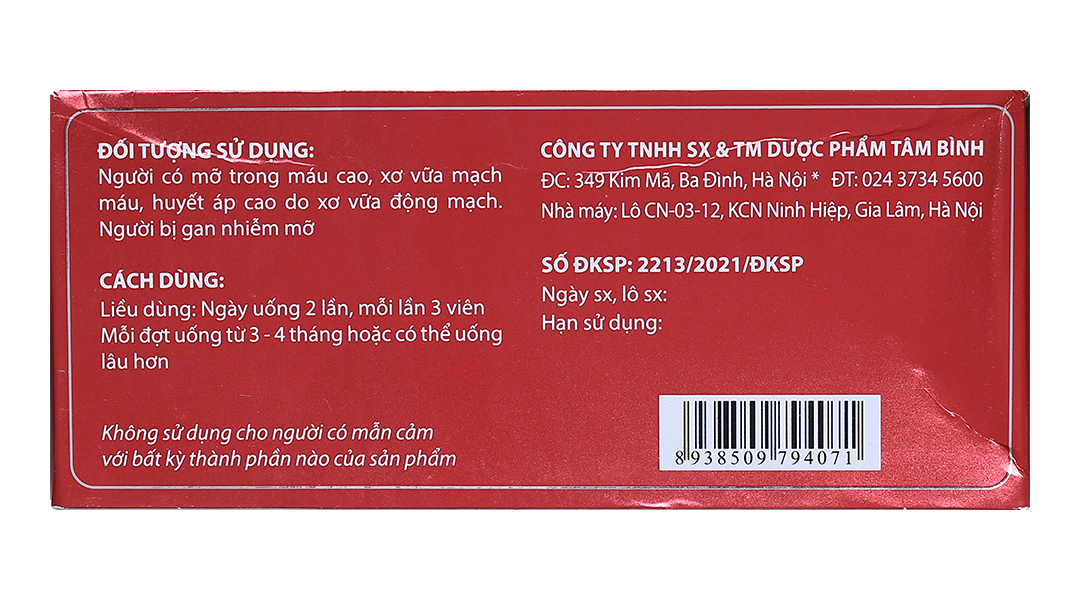 ĐỐI TƯỢNG SỬ DỤNG:
Người có mỡ trong máu cao, xơ vữa mạch
máu, huyết áp cao do xơ vữa động mạch.
Người bị gan nhiễm mỡ
CÁCH DÙNG:
Liều dùng: Ngày uống 2 lần, mỗi lần 3 viên
Mỗi đợt uống từ 3 - 4 tháng hoặc có thể uống
lâu hơn
Không sử dụng cho người có mẫn cảm
với bất kỳ thành phần nào của sản phẩm
CÔNG TY TNHH SX & TM DƯỢC PHẨM TÂM BÌNH
ĐC: 349 Kim Mã, Ba Đình, Hà Nội * ĐT: 024 3734 5600
Nhà máy: Lô CN-03-12, KCN Ninh Hiệp, Gia Lâm, Hà Nội
SỐ ĐKSP: 2213/2021/ĐKSP
Ngày sx, lô sx:
Hạn sử dụng:
8 938509 794071